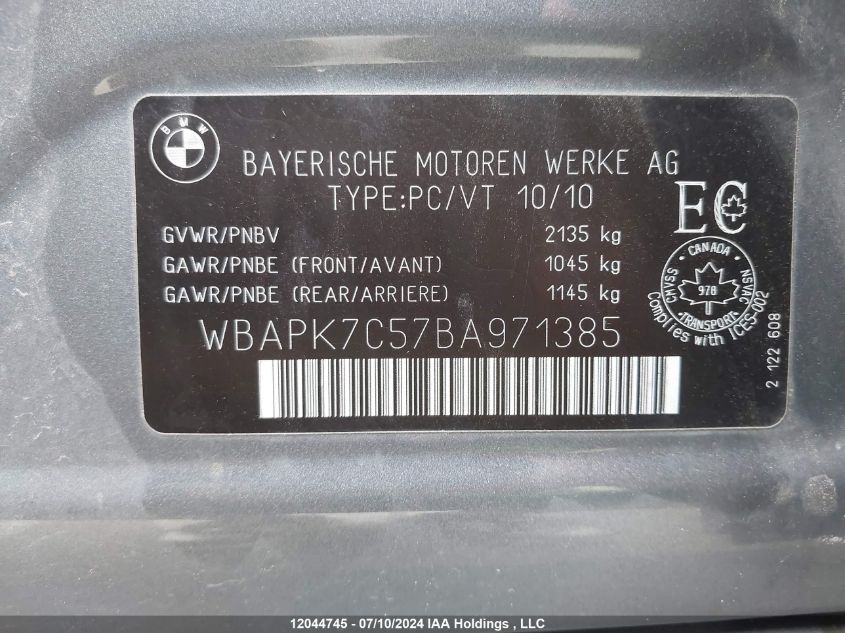 BMW
BAYERISCHE MOTOREN WERKE AG
TYPE:PC/VT 10/10
GVWR/PNBV 2135 kg
GAWR/PNBE (FRONT/AVANT) 1045 kg
GAWR/PNBE (REAR/ARRIERE) 1145 kg
WBAPK7C57BA971385
EC
CANADA
CHASSIS
NSVAC
978
TRANSPORT
Complies with ICES-002
2 122 608
12044745 - 07/10/2024 IAA Holdings , LLC